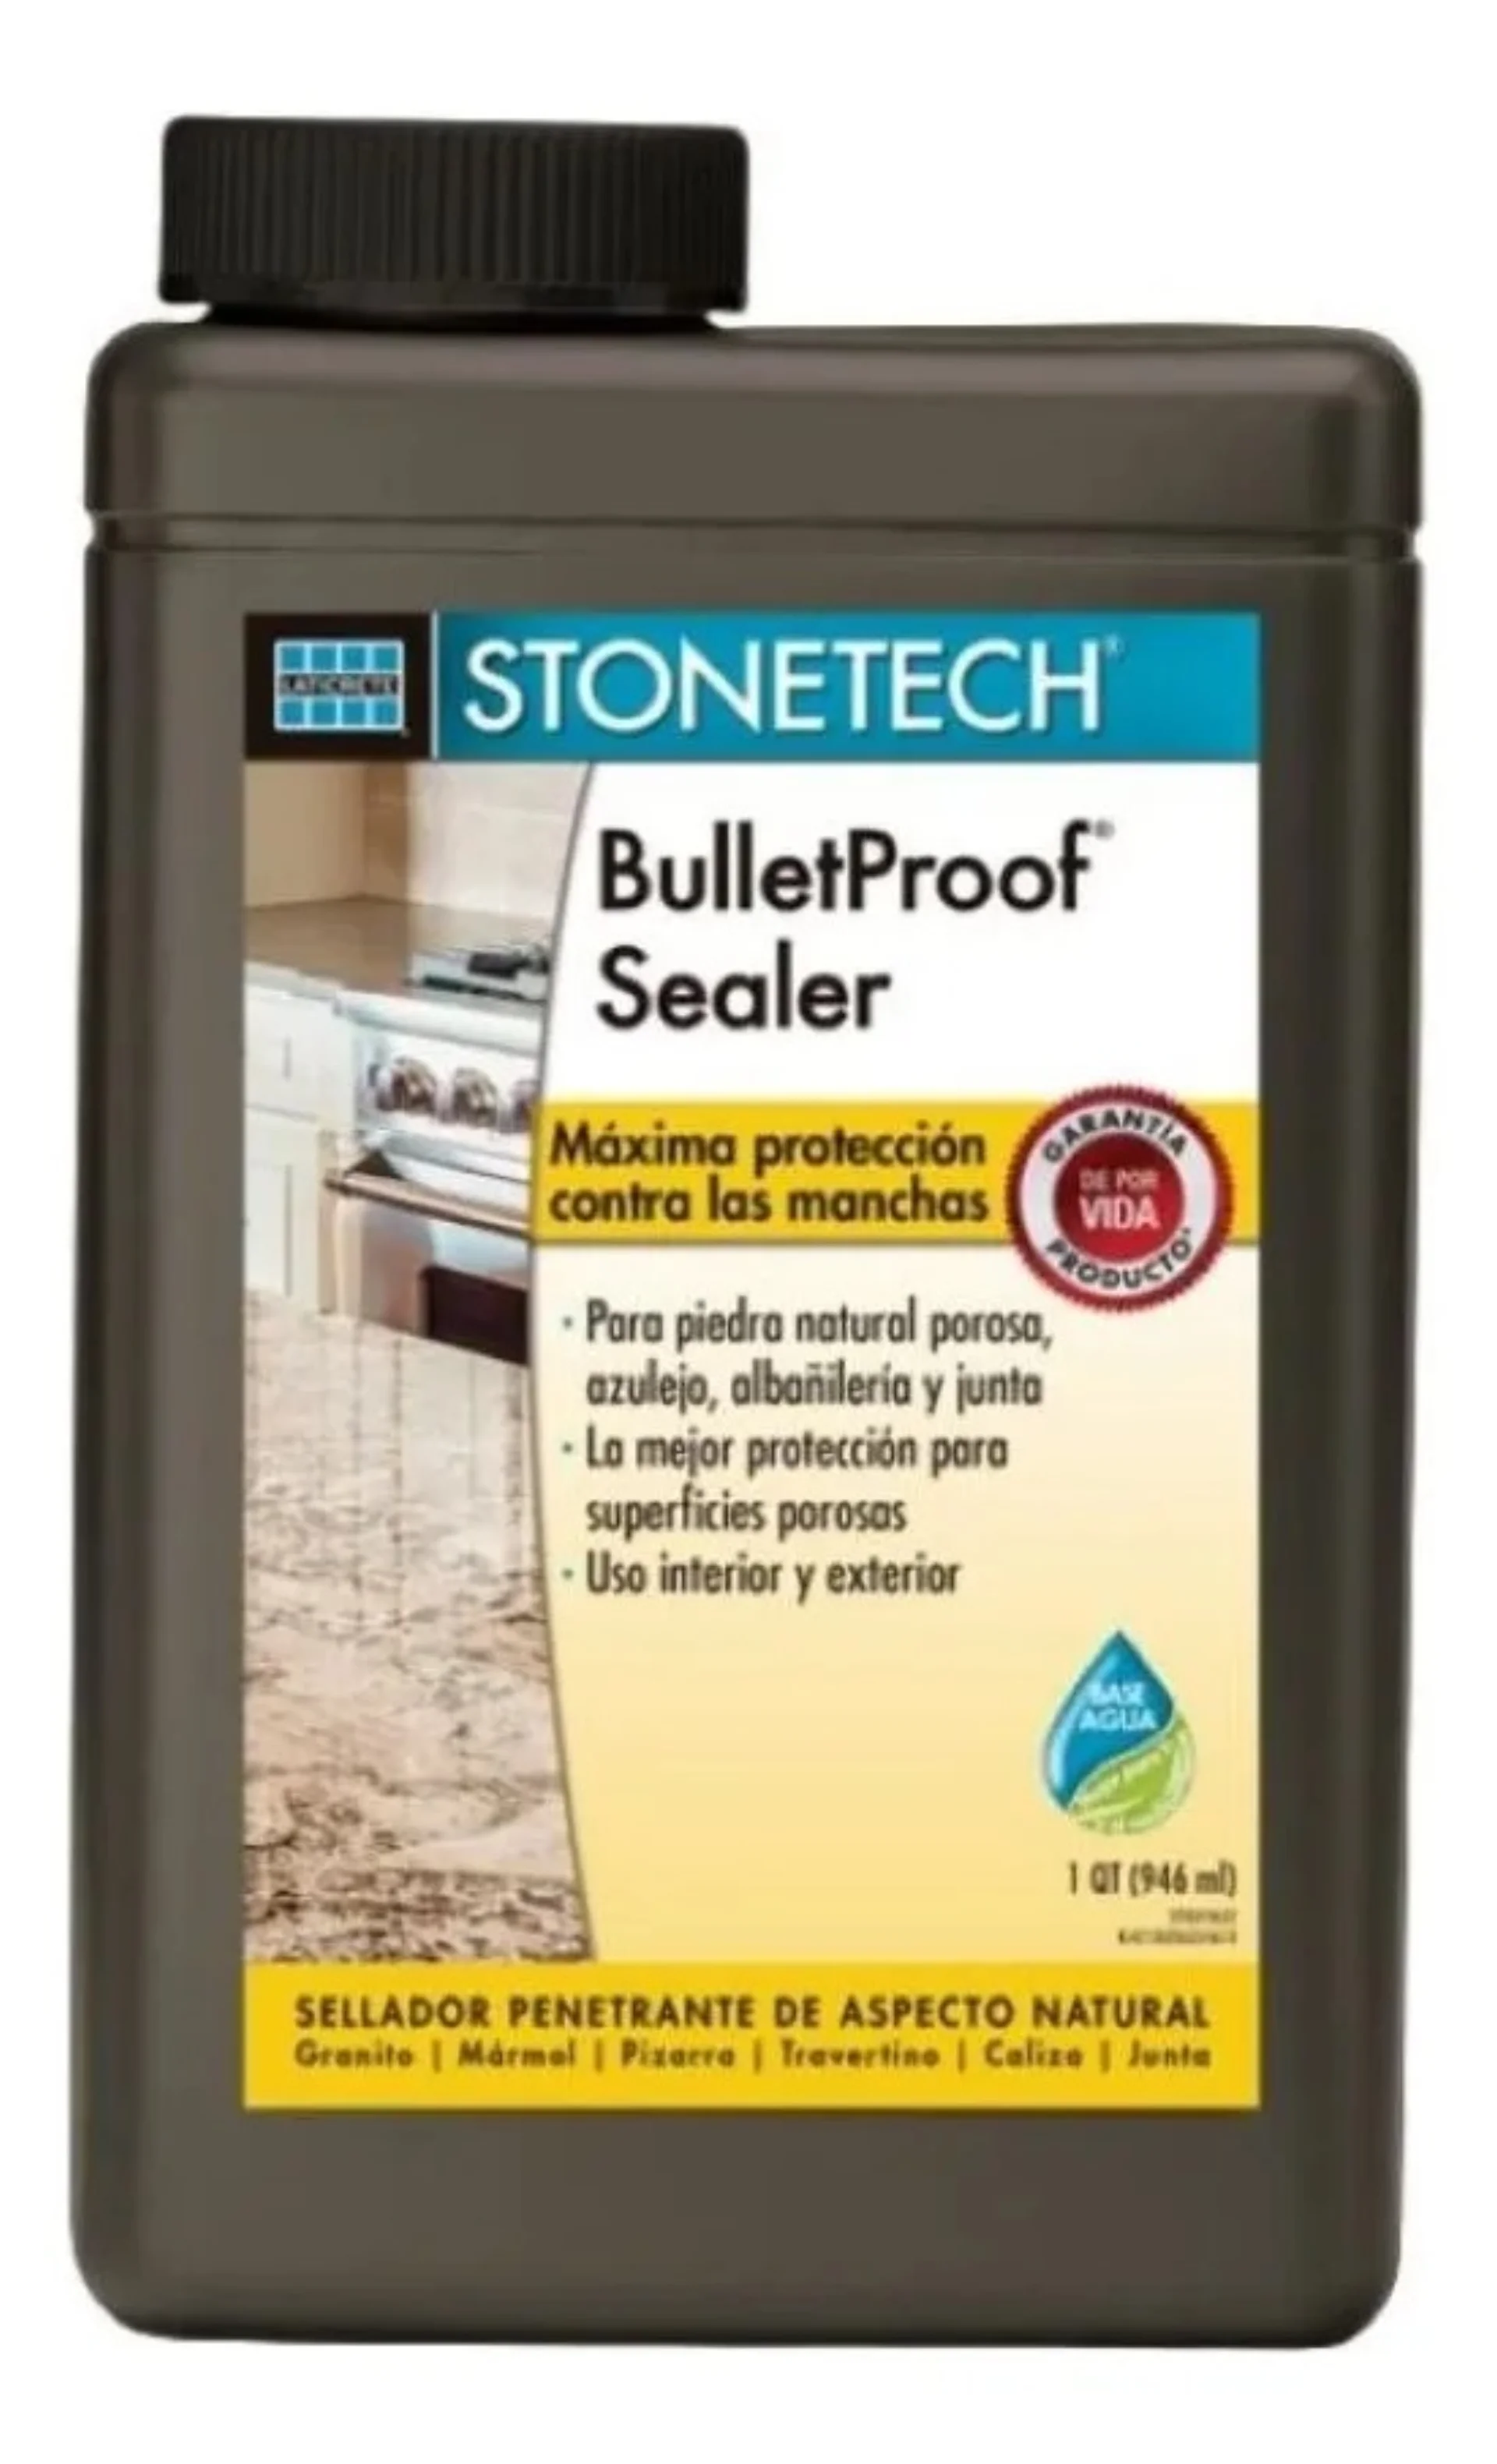 LATICRETE
STONETECH®
BulletProof®
Sealer
Máxima protección
contra las manchas
GARANTÍA
DE POR
VIDA
PRODUCTO*
· Para piedra natural porosa,
azulejo, albañilería y junta
· La mejor protección para
superficies porosas
· Uso interior y exterior
BASE
AGUA
1 QT (946 ml)
SELLADOR PENETRANTE DE ASPECTO NATURAL
Granito | Mármol | Pizarra | Travertino | Caliza | Junta